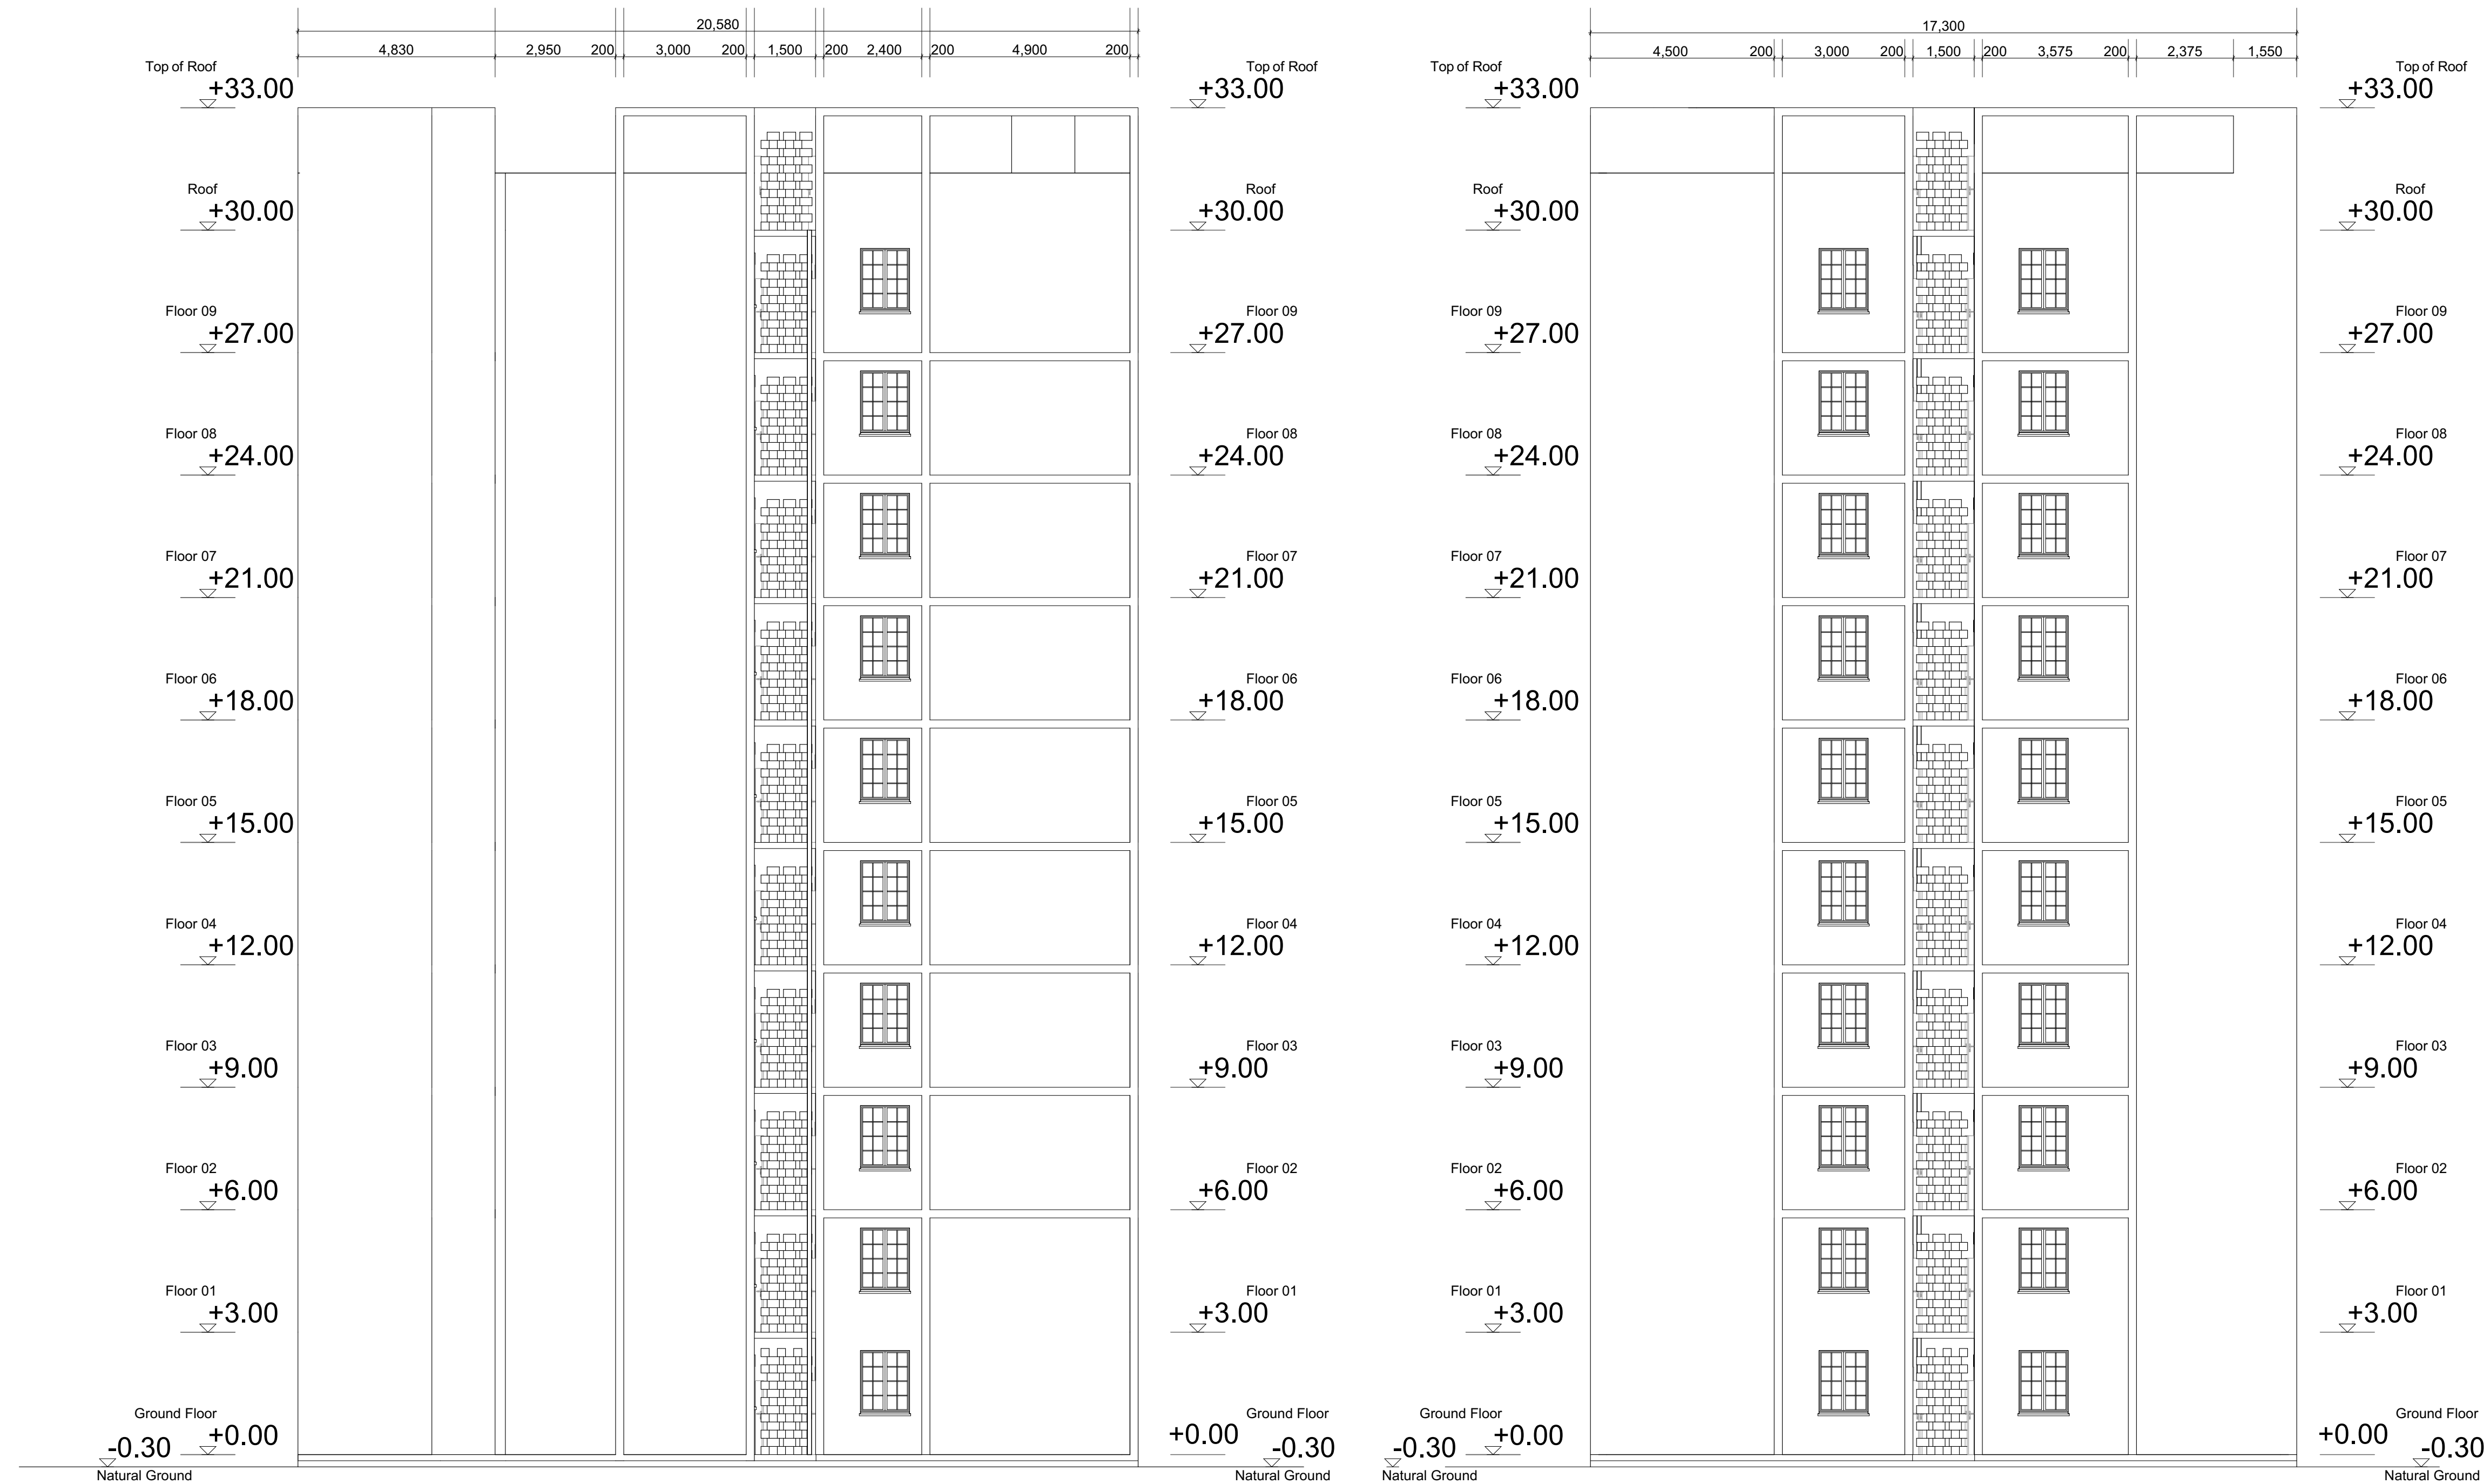 20,580
4,830 2,950 200 3,000 200 1,500 200 2,400 200 4,900 200
17,300
4,500 200 3,000 200 1,500 200 3,575 200 2,375 1,550
Top of Roof Top of Roof Top of Roof Top of Roof
+33.00 +33.00 +33.00 +33.00
Roof Roof Roof Roof
+30.00 +30.00 +30.00 +30.00
Floor 09 Floor 09 Floor 09 Floor 09
+27.00 +27.00 +27.00 +27.00
Floor 08 Floor 08 Floor 08 Floor 08
+24.00 +24.00 +24.00 +24.00
Floor 07 Floor 07 Floor 07 Floor 07
+21.00 +21.00 +21.00 +21.00
Floor 06 Floor 06 Floor 06 Floor 06
+18.00 +18.00 +18.00 +18.00
Floor 05 Floor 05 Floor 05 Floor 05
+15.00 +15.00 +15.00 +15.00
Floor 04 Floor 04 Floor 04 Floor 04
+12.00 +12.00 +12.00 +12.00
Floor 03 Floor 03 Floor 03 Floor 03
+9.00 +9.00 +9.00 +9.00
Floor 02 Floor 02 Floor 02 Floor 02
+6.00 +6.00 +6.00 +6.00
Floor 01 Floor 01 Floor 01 Floor 01
+3.00 +3.00 +3.00 +3.00
Ground Floor Ground Floor Ground Floor Ground Floor
+0.00 +0.00 +0.00 +0.00
-0.30 -0.30 -0.30 -0.30
Natural Ground Natural Ground Natural Ground Natural Ground